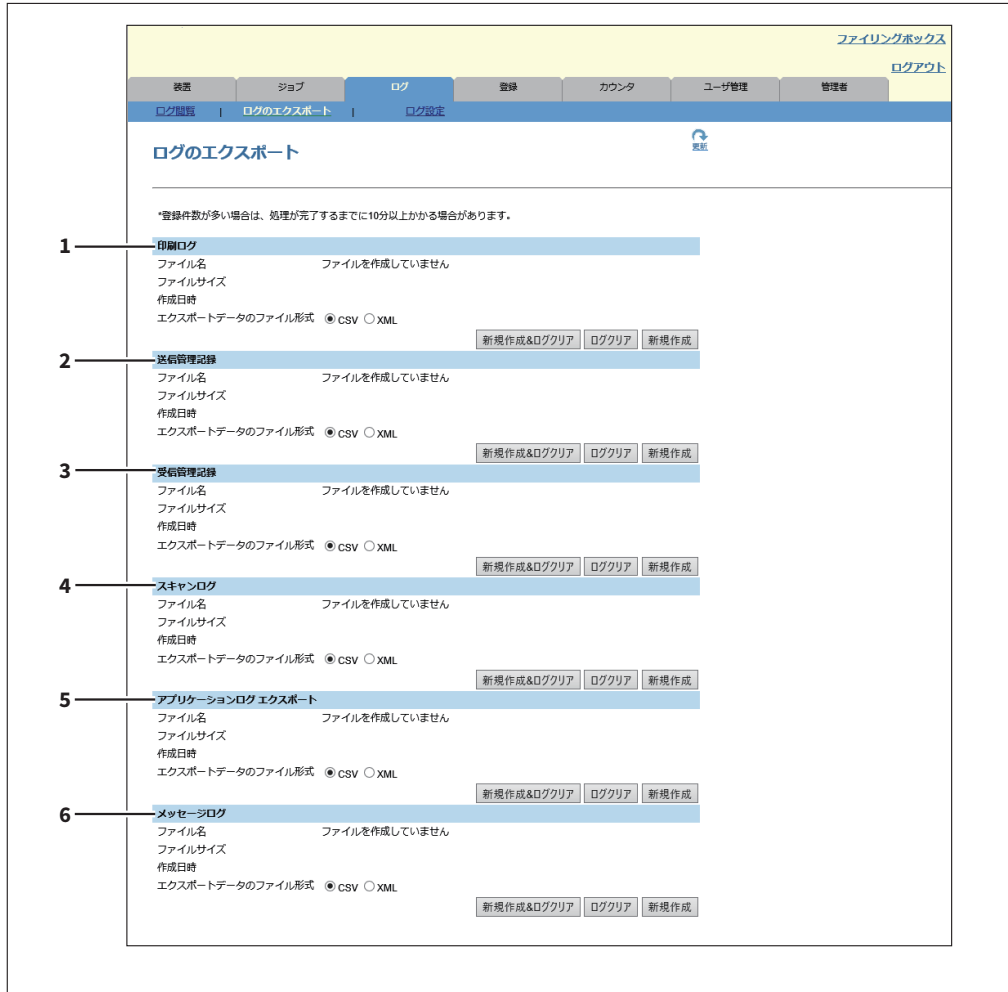 ファイリングボックス
ログアウト
装置 ジョブ ログ 登録 カウンタ ユーザ管理 管理者
ログ閲覧 | ログのエクスポート | ログ設定
ログのエクスポート
更新
*登録件数が多い場合は、処理が完了するまでに10分以上かかる場合があります。
1 印刷ログ
ファイル名 ファイルを作成していません
ファイルサイズ
作成日時
エクスポートデータのファイル形式 CSV XML
新規作成&ログクリア ログクリア 新規作成
2 送信管理記録
ファイル名 ファイルを作成していません
ファイルサイズ
作成日時
エクスポートデータのファイル形式 CSV XML
新規作成&ログクリア ログクリア 新規作成
3 受信管理記録
ファイル名 ファイルを作成していません
ファイルサイズ
作成日時
エクスポートデータのファイル形式 CSV XML
新規作成&ログクリア ログクリア 新規作成
4 スキャンログ
ファイル名 ファイルを作成していません
ファイルサイズ
作成日時
エクスポートデータのファイル形式 CSV XML
新規作成&ログクリア ログクリア 新規作成
5 アプリケーションログ エクスポート
ファイル名 ファイルを作成していません
ファイルサイズ
作成日時
エクスポートデータのファイル形式 CSV XML
新規作成&ログクリア ログクリア 新規作成
6 メッセージログ
ファイル名 ファイルを作成していません
ファイルサイズ
作成日時
エクスポートデータのファイル形式 CSV XML
新規作成&ログクリア ログクリア 新規作成